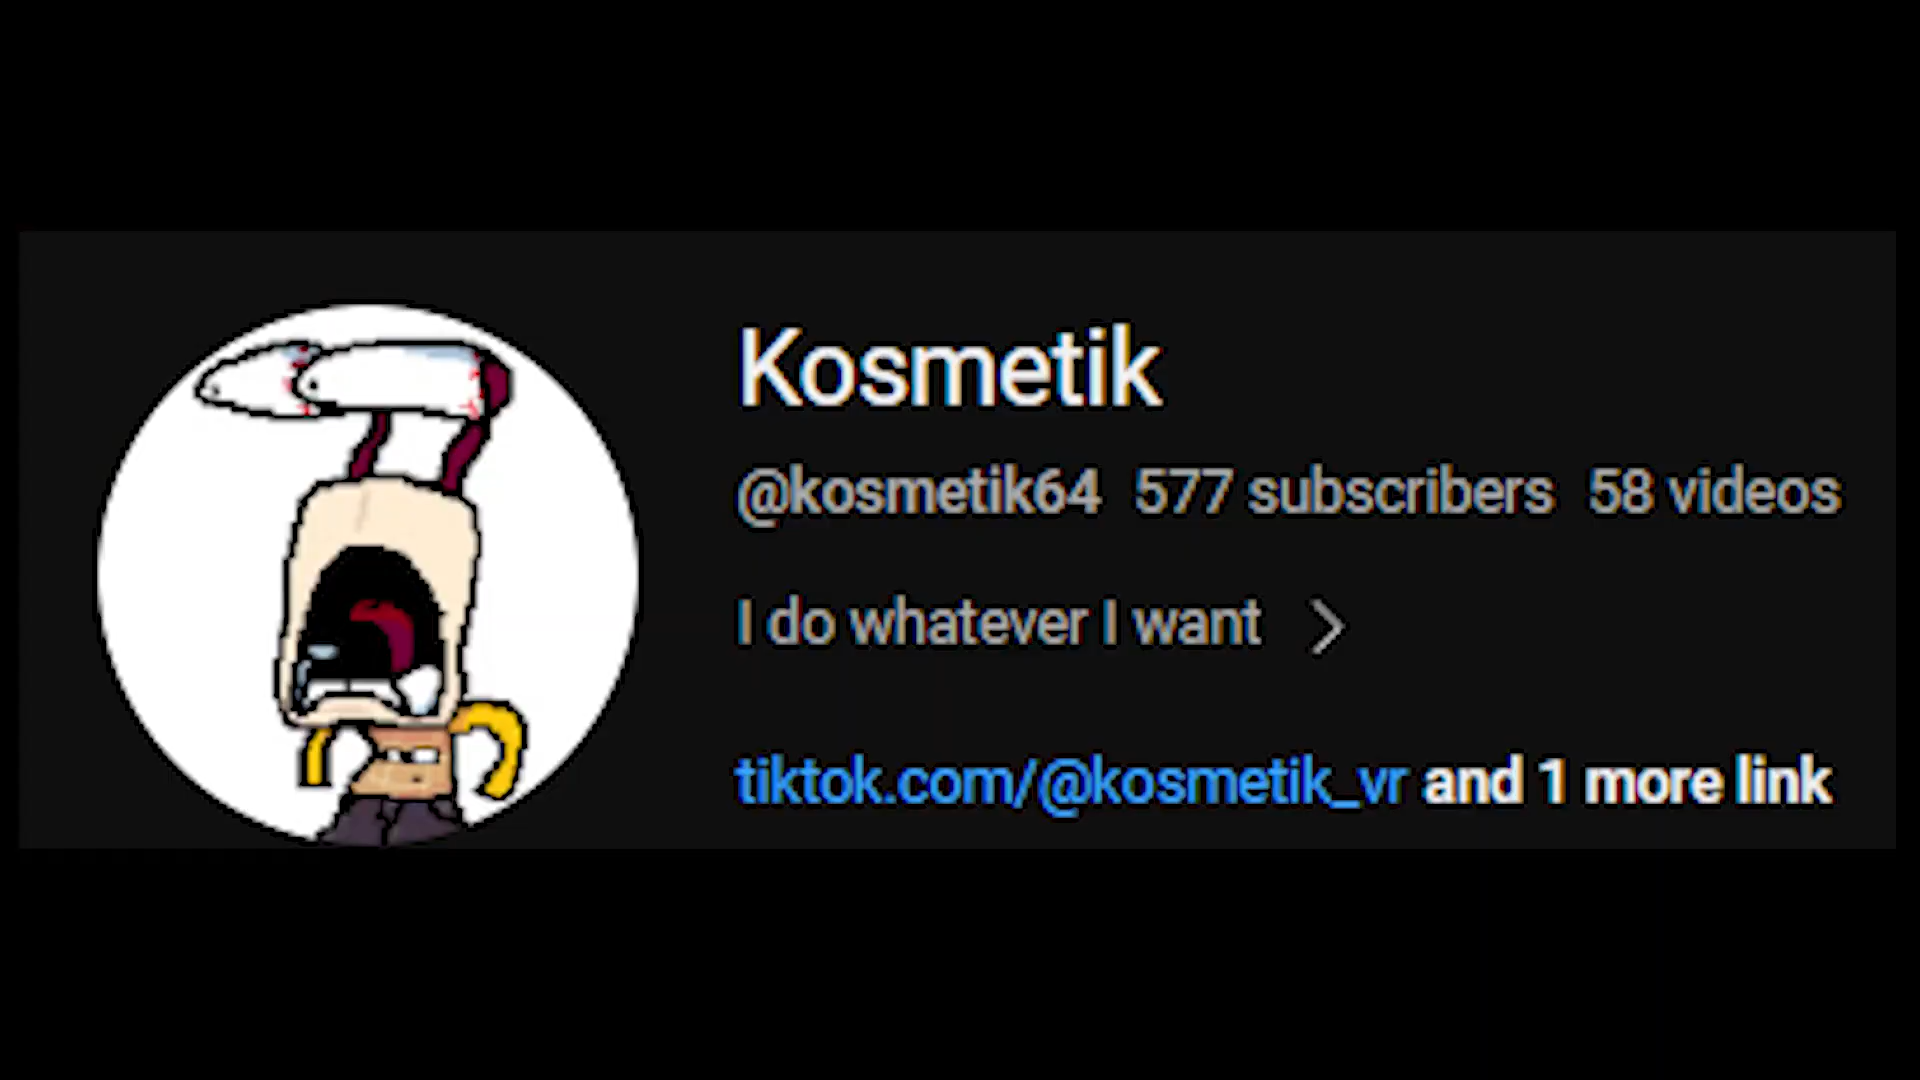 Kosmetik
@kosmetik64 577 subscribers 58 videos
I do whatever I want
tiktok.com/@kosmetik_vr and 1 more link